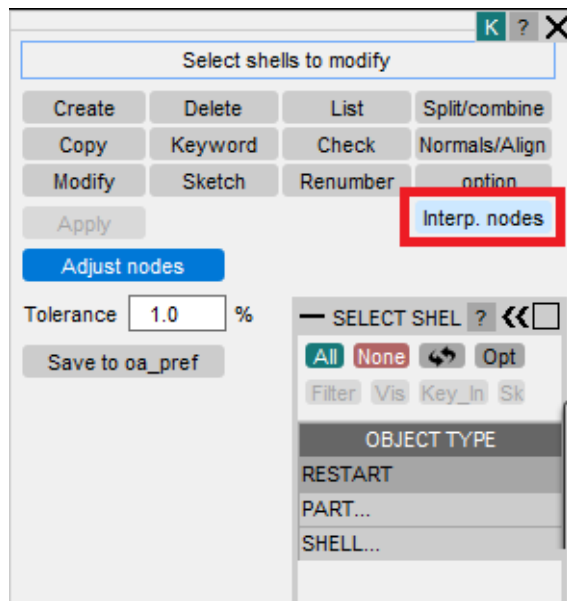 K ? X
Select shells to modify
Create Delete List Split/combine
Copy Keyword Check Normals/Align
Modify Sketch Renumber option
Apply Interp. nodes
Adjust nodes
Tolerance 1.0 %
Save to oa_pref
SELECT SHEL ?
All None Opt
Filter Vis Key_In Sk
OBJECT TYPE
RESTART
PART...
SHELL...